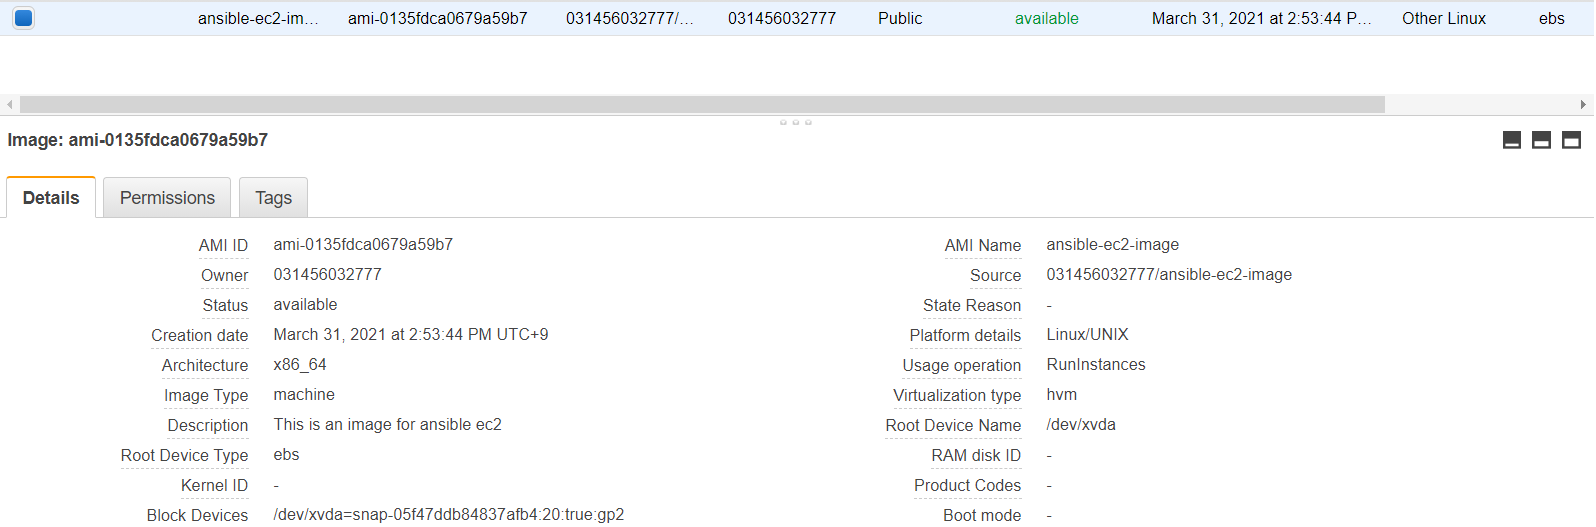 ansible-ec2-im… ami-0135fdca0679a59b7 031456032777/… 031456032777 Public available March 31, 2021 at 2:53:44 P… Other Linux ebs
Image: ami-0135fdca0679a59b7
Details Permissions Tags
AMI ID ami-0135fdca0679a59b7 AMI Name ansible-ec2-image
Owner 031456032777 Source 031456032777/ansible-ec2-image
Status available State Reason -
Creation date March 31, 2021 at 2:53:44 PM UTC+9 Platform details Linux/UNIX
Architecture x86_64 Usage operation RunInstances
Image Type machine Virtualization type hvm
Description This is an image for ansible ec2 Root Device Name /dev/xvda
Root Device Type ebs RAM disk ID -
Kernel ID - Product Codes -
Block Devices /dev/xvda=snap-05f47ddb84837afb4:20:true:gp2 Boot mode -